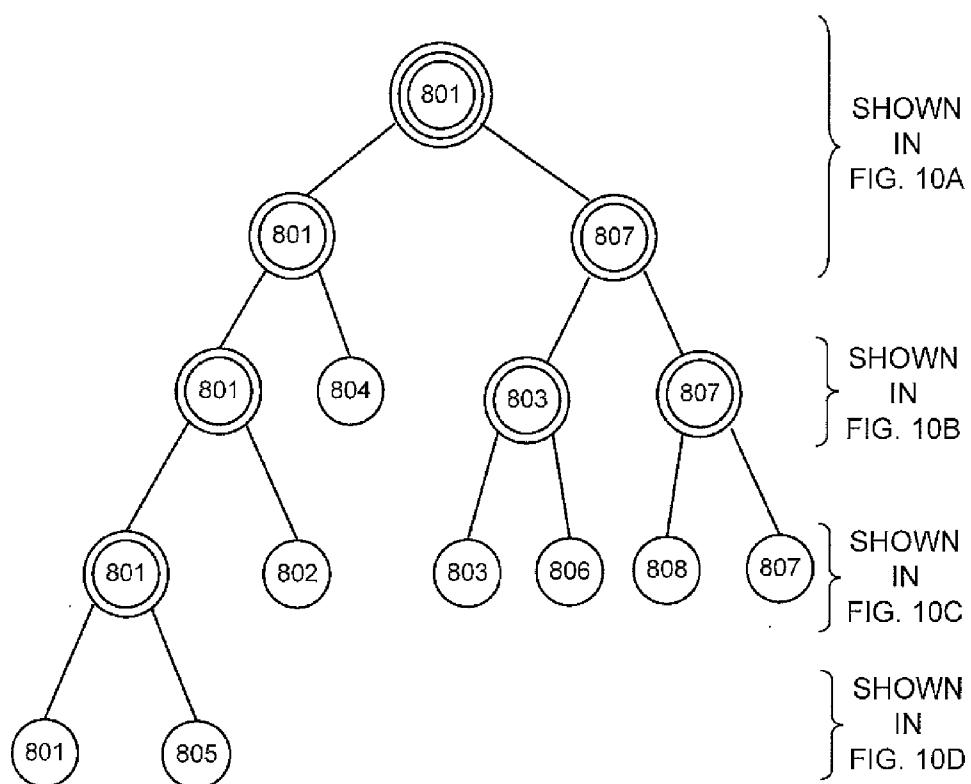 801
SHOWN
IN
FIG. 10A
801
807
801
804
803
807
SHOWN
IN
FIG. 10B
801
802
803
806
808
807
SHOWN
IN
FIG. 10C
801
805
SHOWN
IN
FIG. 10D